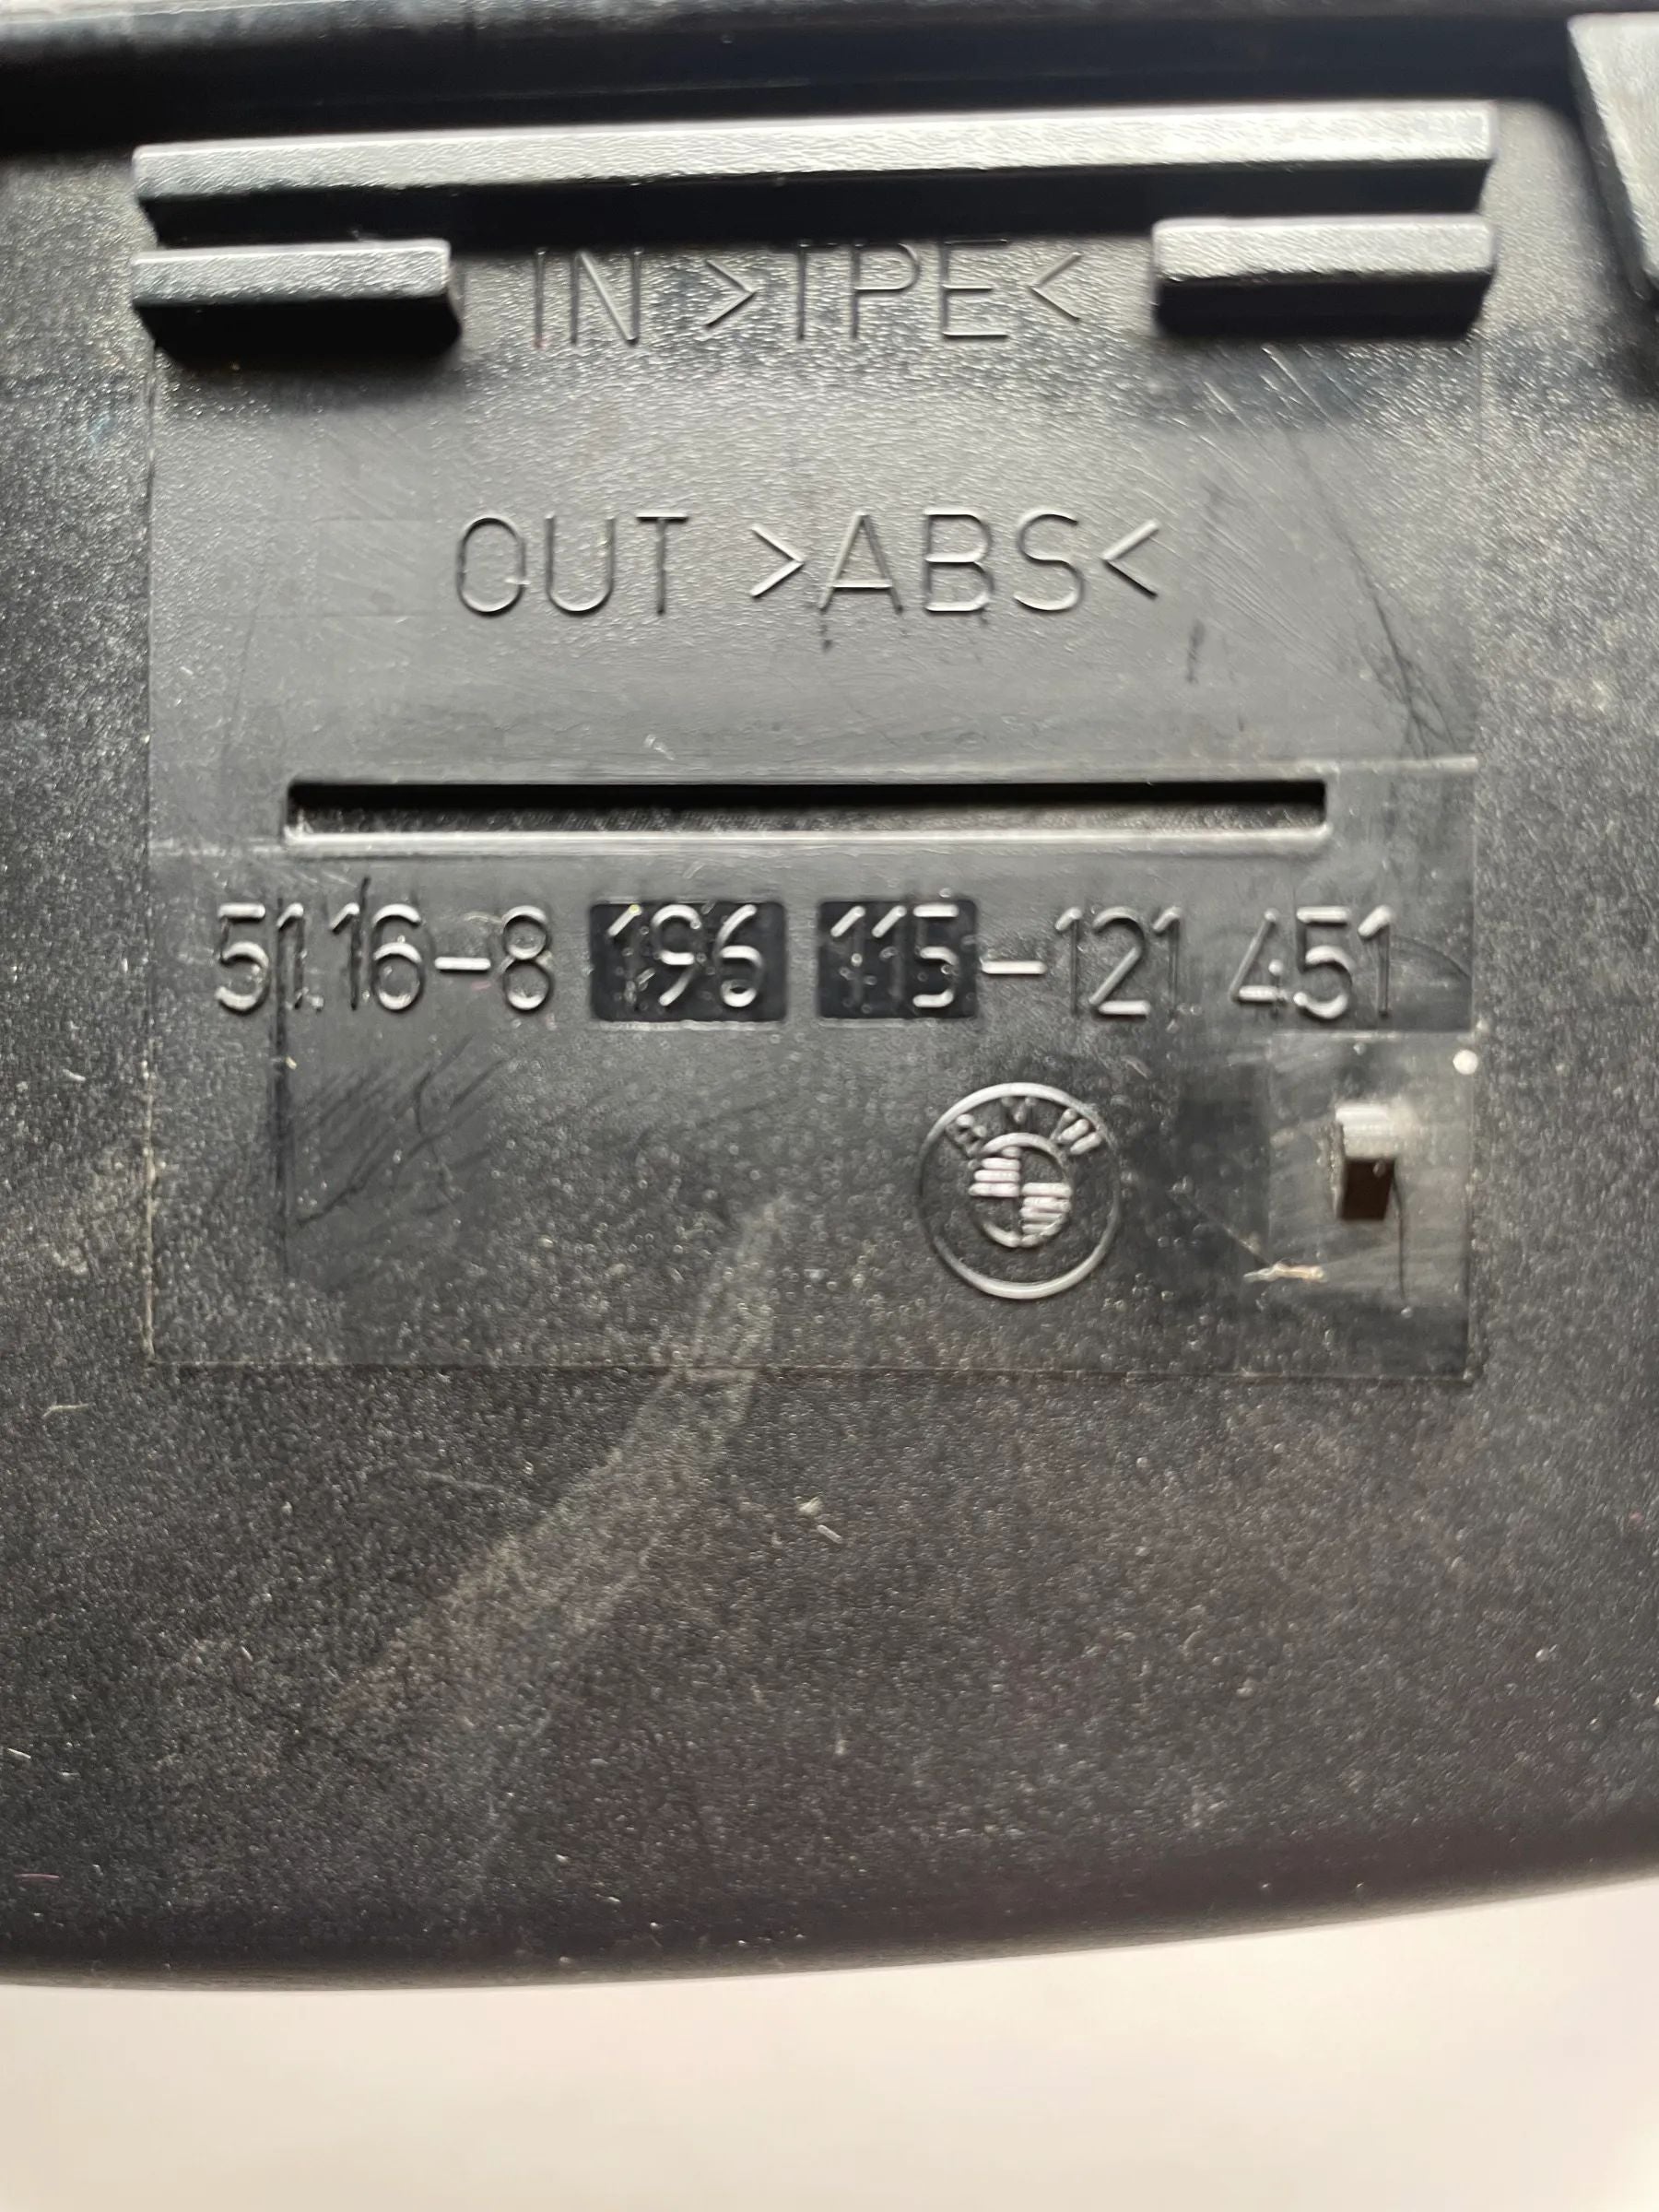 IN >TPE<
OUT >ABS<
51.16-8 196 115-121 451
BMW